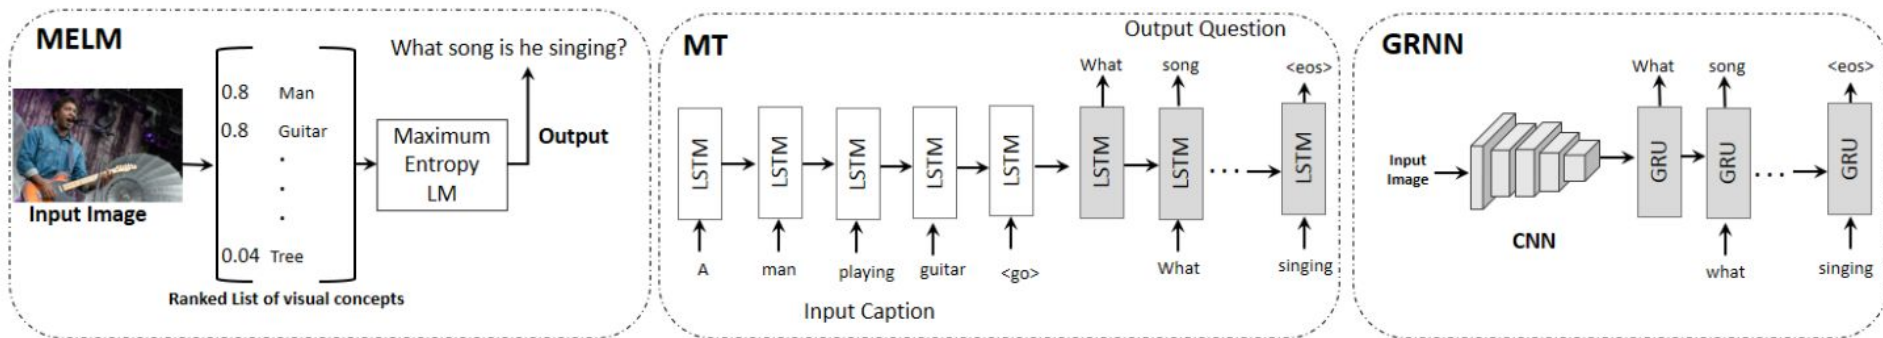 MELM
What song is he singing?
0.8 Man
0.8 Guitar
Maximum
Entropy
LM
Output
Input Image
0.04 Tree
Ranked List of visual concepts
MT
Output Question
What song <eos>
LSTM LSTM LSTM LSTM LSTM LSTM LSTM ... LSTM
A man playing guitar <go> What singing
Input Caption
GRNN
What song <eos>
Input
Image
GRU GRU ... GRU
CNN
what singing